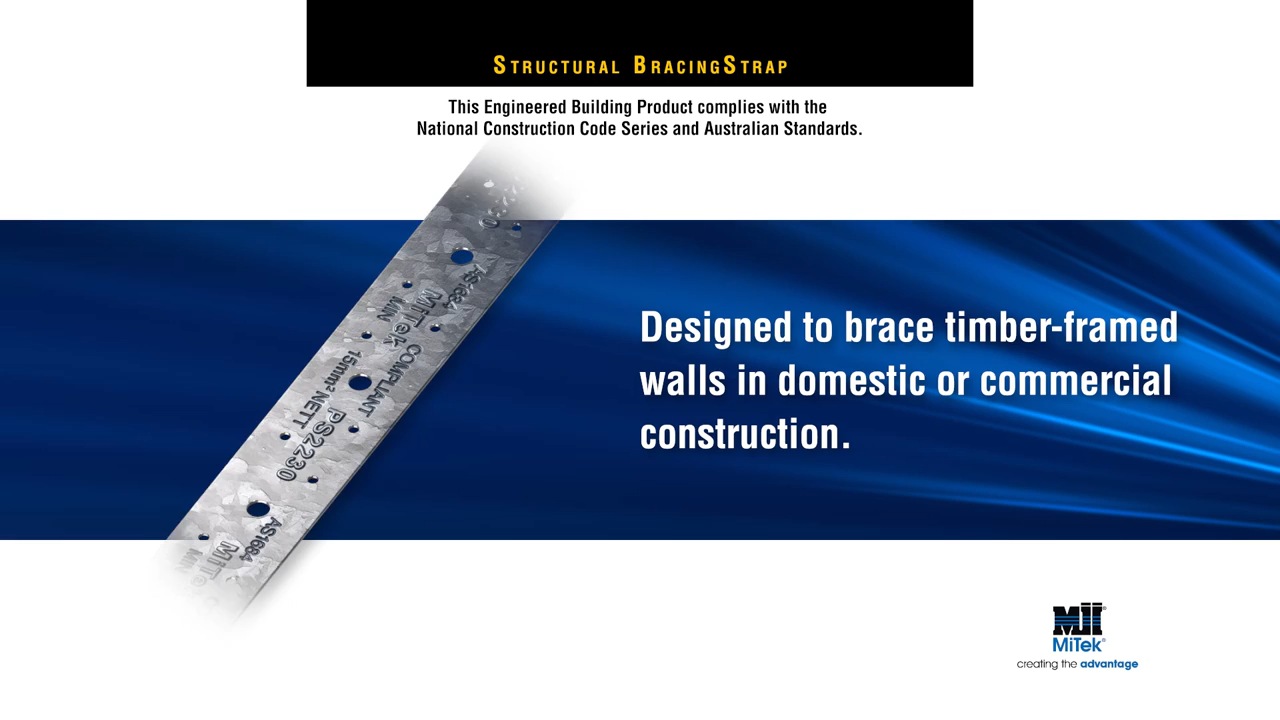 STRUCTURAL BRACINGSTRAP
This Engineered Building Product complies with the
National Construction Code Series and Australian Standards.
AS1684
MiTek
MIN
COMPLIANT
15mm² NETT
PS2230
AS1684
MiTek
MIN
Designed to brace timber-framed
walls in domestic or commercial
construction.
MiTek®
creating the advantage